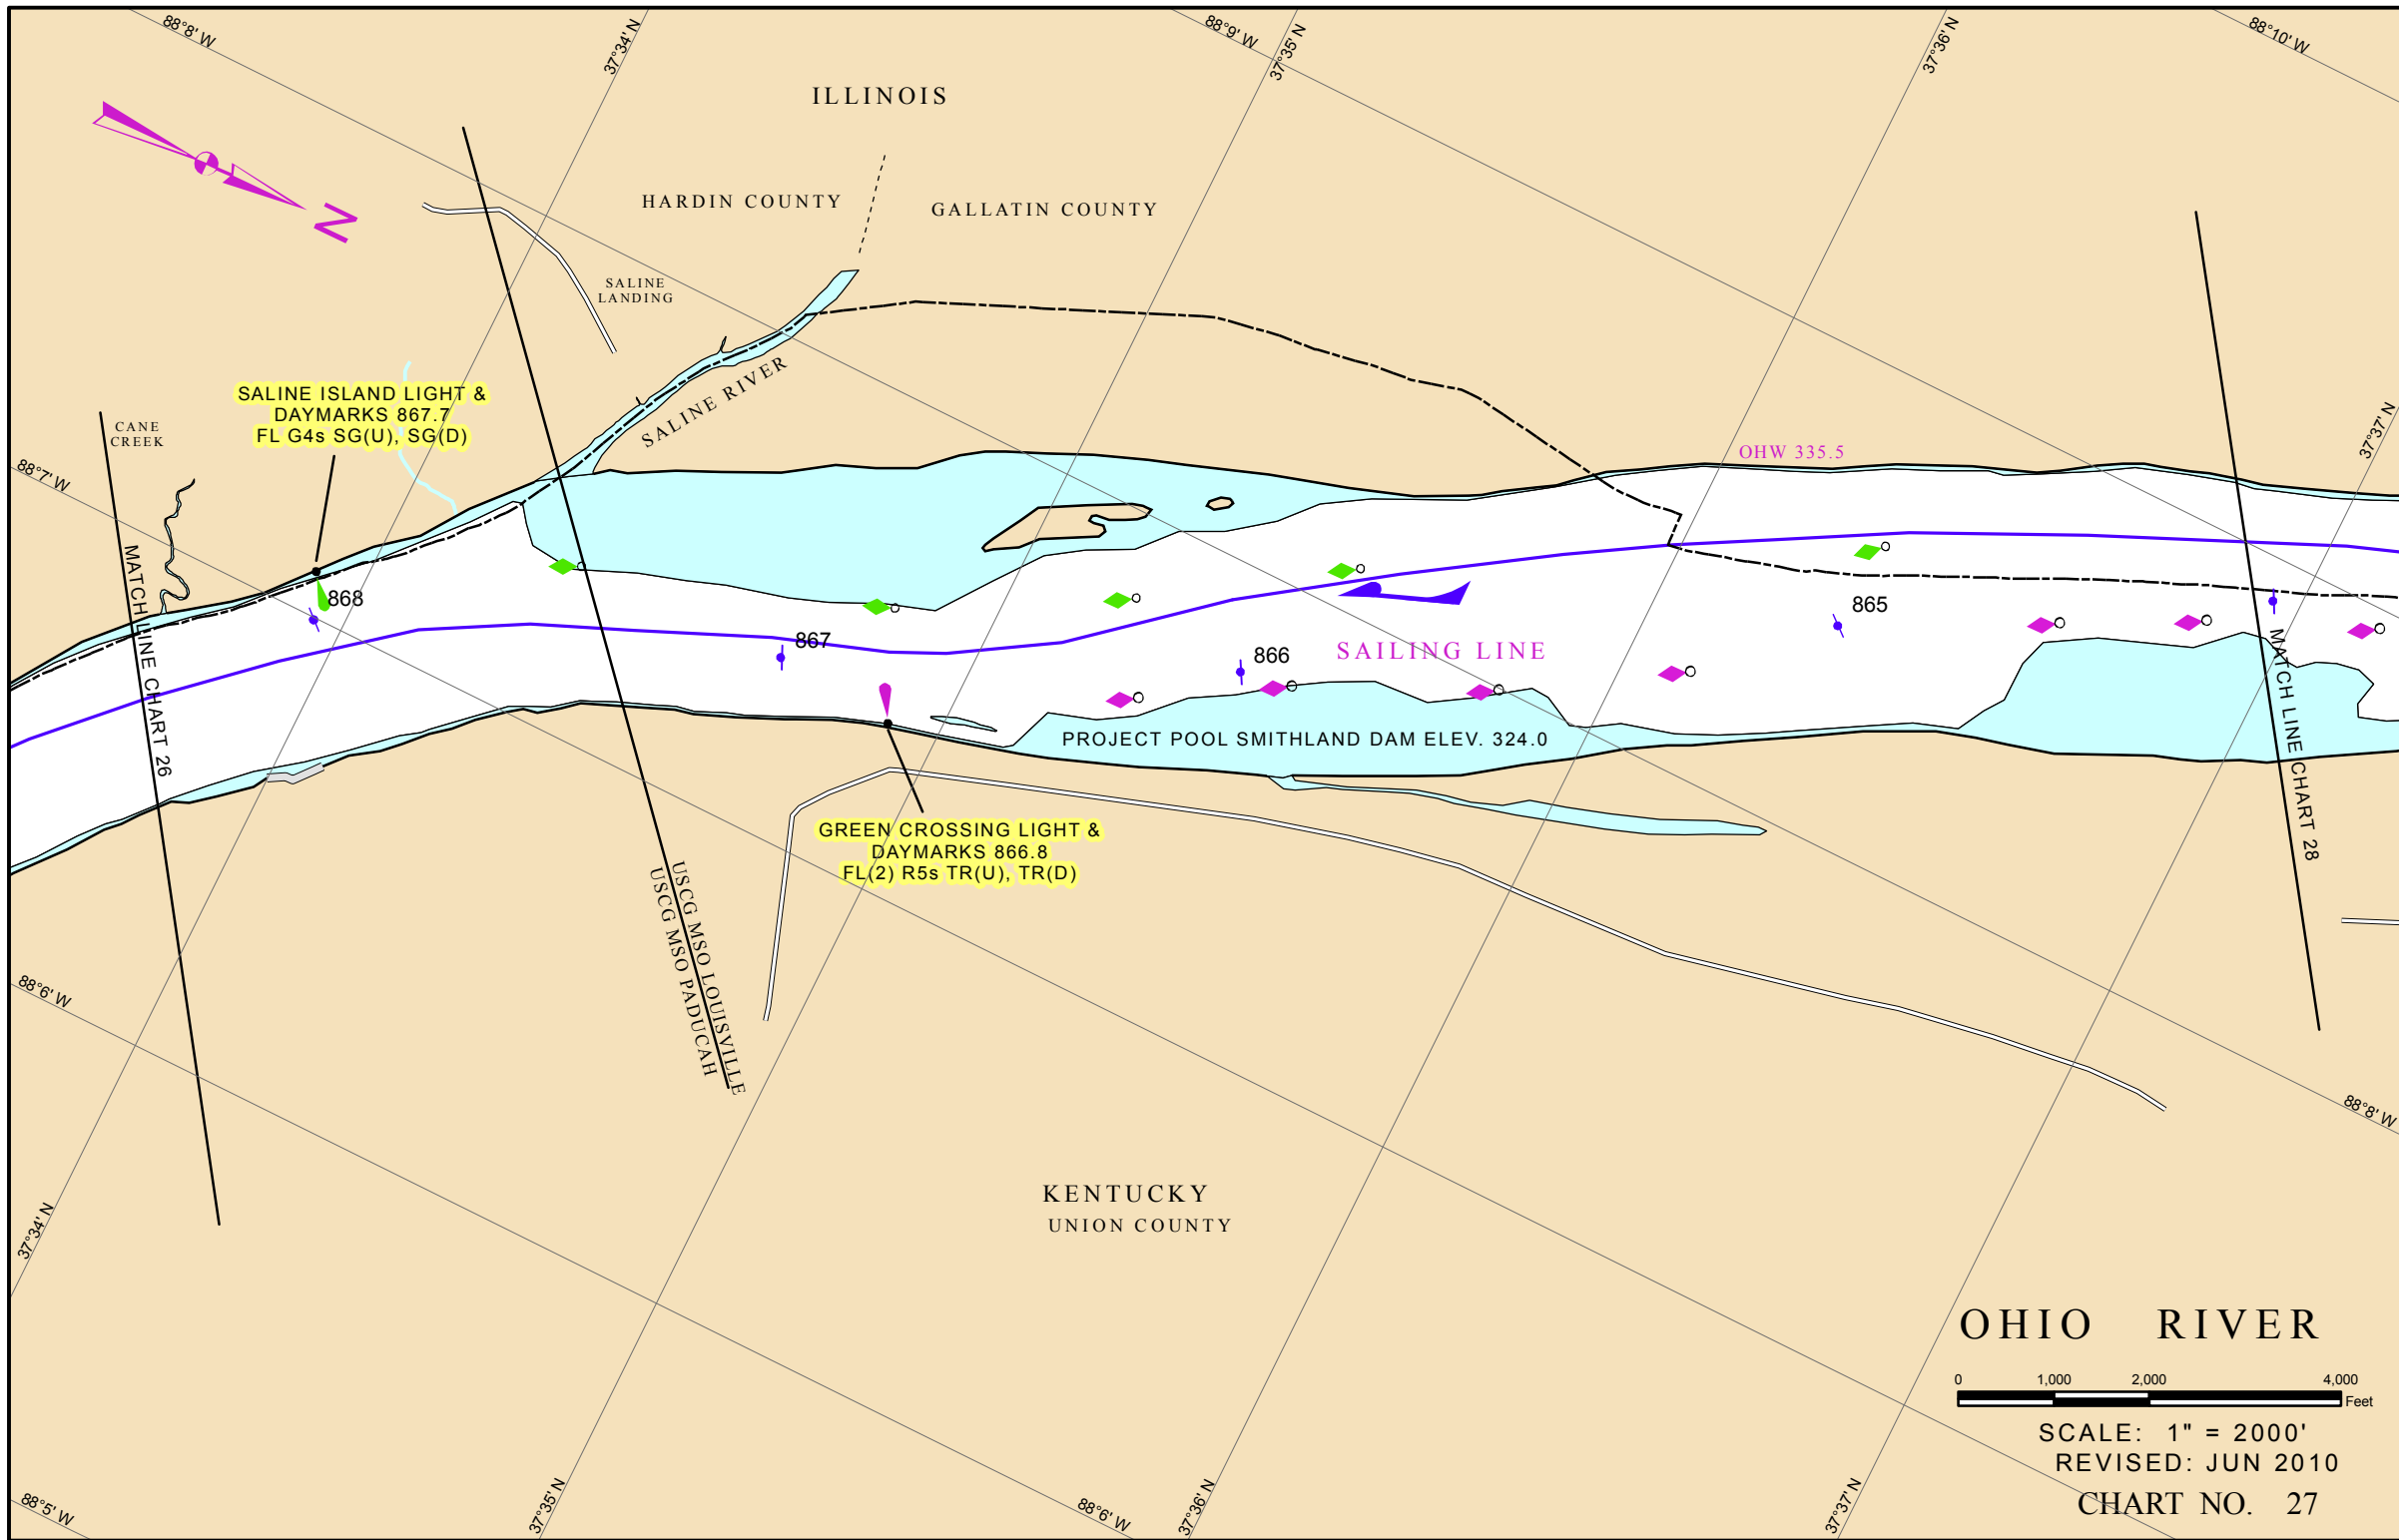 88°8' W
37°34' N
88°9' W
37°35' N
37°36' N
88°10' W
ILLINOIS
N
HARDIN COUNTY
GALLATIN COUNTY
SALINE
LANDING
SALINE RIVER
SALINE ISLAND LIGHT &
DAYMARKS 867.7
FL G4s SG(U), SG(D)
CANE
CREEK
88°7' W
OHW 335.5
37°37' N
MATCH LINE CHART 26
868
867
866
865
SAILING LINE
MATCH LINE CHART 28
PROJECT POOL SMITHLAND DAM ELEV. 324.0
GREEN CROSSING LIGHT &
DAYMARKS 866.8
FL(2) R5s TR(U), TR(D)
USCG MSO LOUISVILLE
USCG MSO PADUCAH
88°6' W
88°8' W
KENTUCKY
UNION COUNTY
37°34' N
OHIO RIVER
0 1,000 2,000 4,000
Feet
SCALE: 1" = 2000'
REVISED: JUN 2010
CHART NO. 27
88°5' W
37°35' N
88°6' W
37°36' N
37°37' N